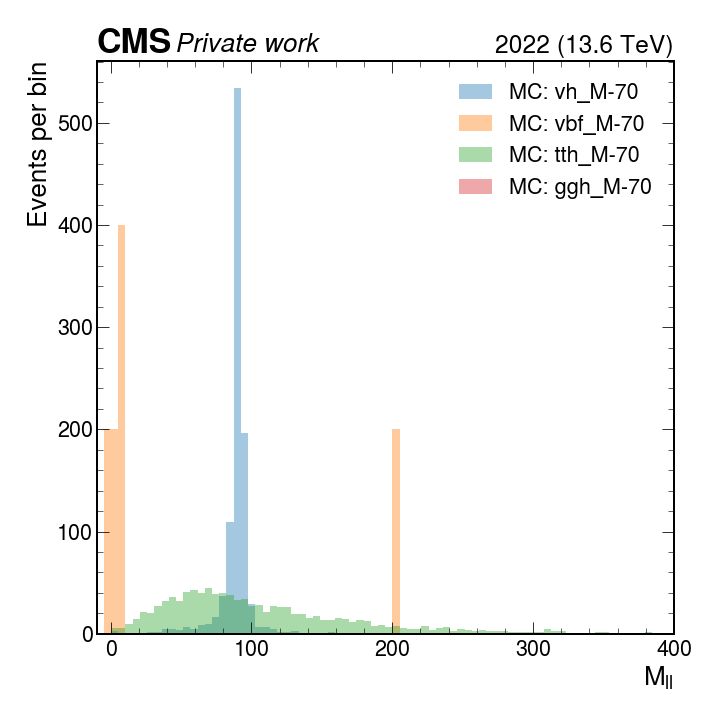 CMS Private work 2022 (13.6 TeV)
Events per bin
MC: vh_M-70
MC: vbf_M-70
MC: tth_M-70
MC: ggh_M-70
500
400
300
200
100
0
0 100 200 300 400
M_ll